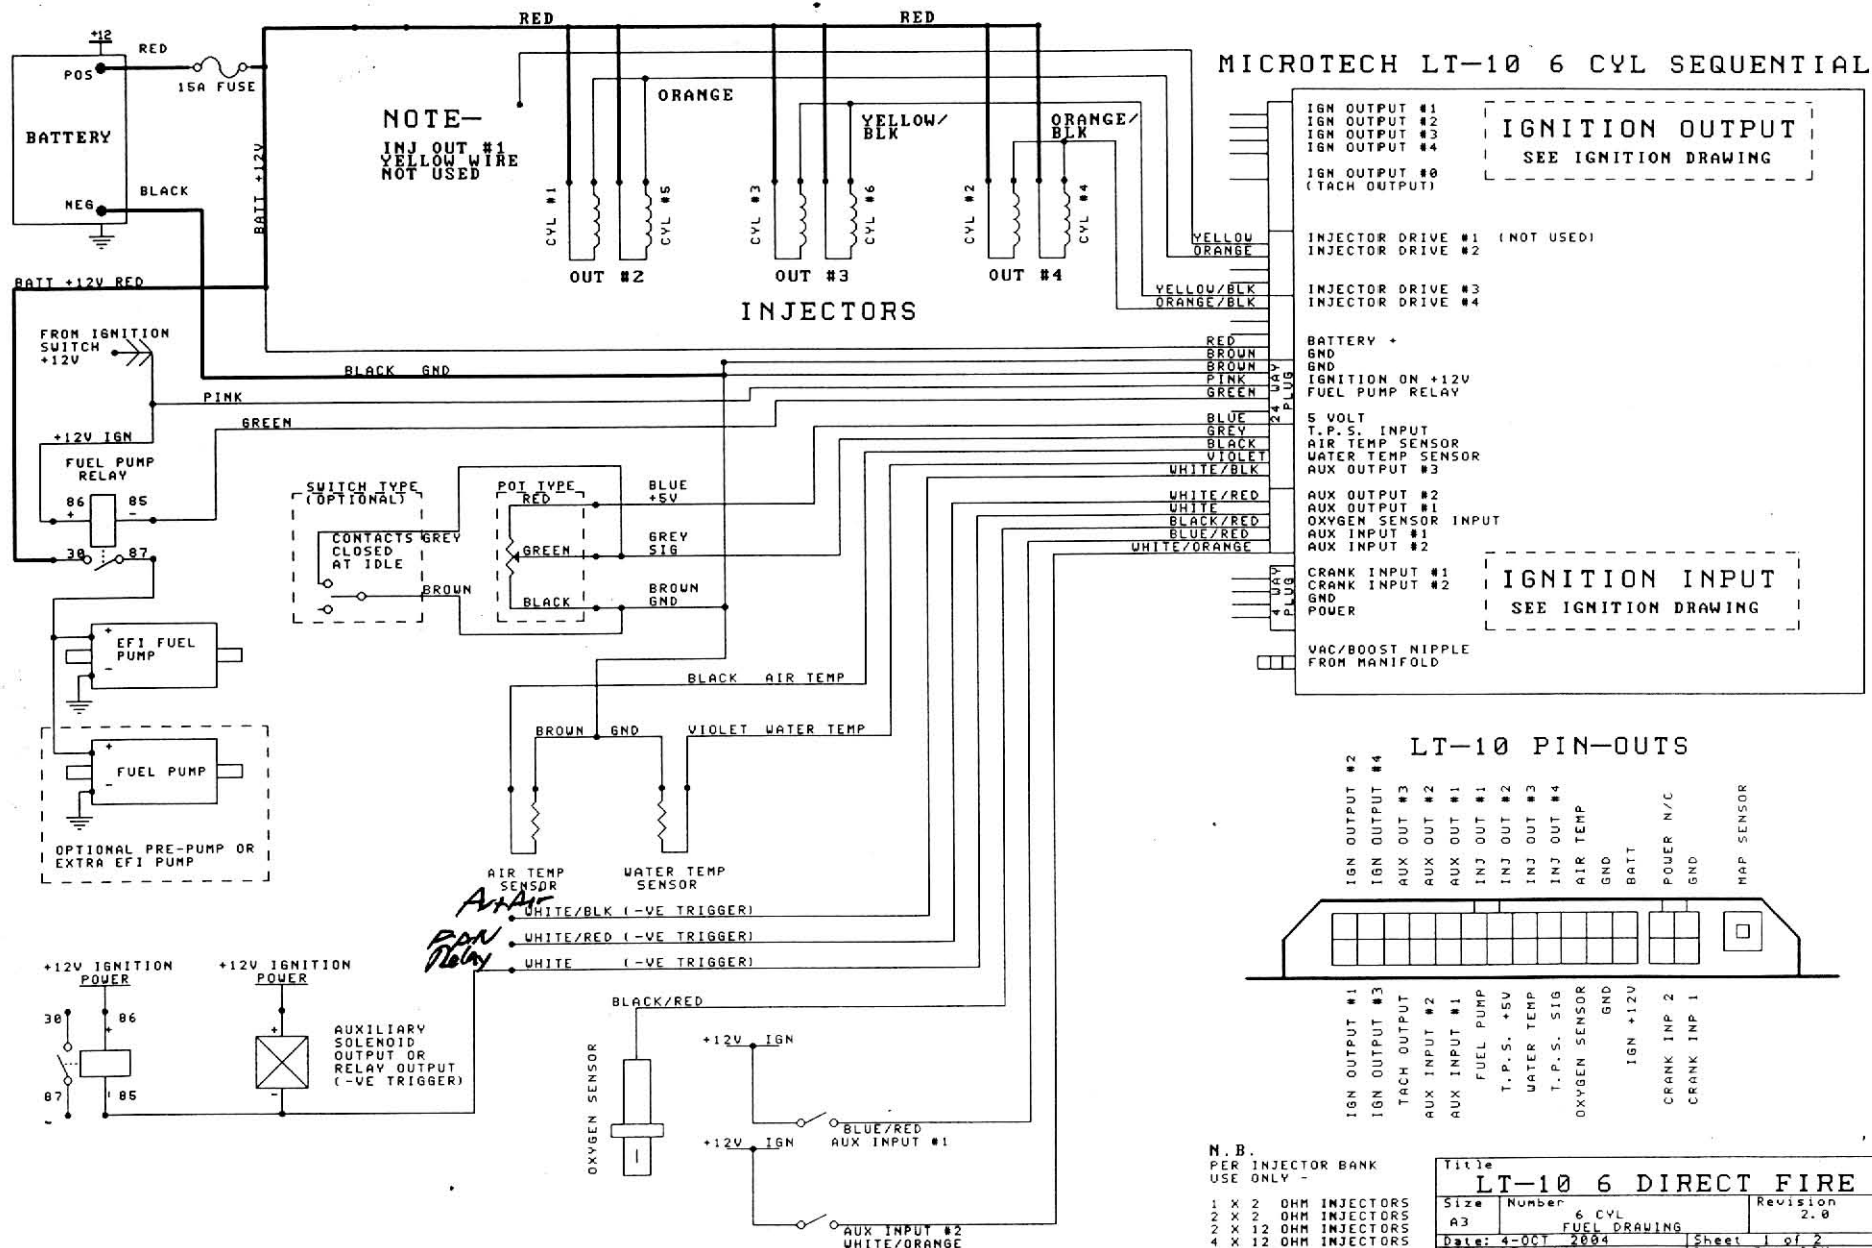 +12
RED
POS
15A FUSE
BATTERY
NEG
BLACK
BATT +12V
RED
RED
NOTE—
INJ OUT #1
YELLOW WIRE
NOT USED
ORANGE
YELLOW/
BLK
ORANGE/
BLK
CYL #1
CYL #5
CYL #3
CYL #6
CYL #2
CYL #4
OUT #2
OUT #3
OUT #4
INJECTORS
MICROTECH LT—10 6 CYL SEQUENTIAL
IGN OUTPUT #1
IGN OUTPUT #2
IGN OUTPUT #3
IGN OUTPUT #4
IGN OUTPUT #0
(TACH OUTPUT)
IGNITION OUTPUT
SEE IGNITION DRAWING
YELLOW INJECTOR DRIVE #1 (NOT USED)
ORANGE INJECTOR DRIVE #2
YELLOW/BLK INJECTOR DRIVE #3
ORANGE/BLK INJECTOR DRIVE #4
RED BATTERY +
BROWN GND
BROWN GND
PINK IGNITION ON +12V
GREEN FUEL PUMP RELAY
24 WAY
PLUG
BLUE 5 VOLT
GREY T.P.S. INPUT
BLACK AIR TEMP SENSOR
VIOLET WATER TEMP SENSOR
WHITE/BLK AUX OUTPUT #3
WHITE/RED AUX OUTPUT #2
WHITE AUX OUTPUT #1
BLACK/RED OXYGEN SENSOR INPUT
BLUE/RED AUX INPUT #1
WHITE/ORANGE AUX INPUT #2
4 WAY
PLUG
CRANK INPUT #1
CRANK INPUT #2
GND
POWER
IGNITION INPUT
SEE IGNITION DRAWING
VAC/BOOST NIPPLE
FROM MANIFOLD
BATT +12V RED
FROM IGNITION
SWITCH
+12V
BLACK GND
PINK
GREEN
+12V IGN
FUEL PUMP
RELAY
86
+
85
-
30
87
+
EFI FUEL
PUMP
-
+
FUEL PUMP
-
OPTIONAL PRE-PUMP OR
EXTRA EFI PUMP
SWITCH TYPE
(OPTIONAL)
CONTACTS
CLOSED
AT IDLE
GREY
BROWN
POT TYPE
RED
GREEN
BLACK
BLUE
+5V
GREY
SIG
BROWN
GND
BLACK AIR TEMP
BROWN GND
VIOLET WATER TEMP
AIR TEMP
SENSOR
WATER TEMP
SENSOR
WHITE/BLK (-VE TRIGGER)
WHITE/RED (-VE TRIGGER)
Relay
WHITE (-VE TRIGGER)
+12V IGNITION
POWER
+12V IGNITION
POWER
30
86
+
87
-
85
+
-
AUXILIARY
SOLENOID
OUTPUT OR
RELAY OUTPUT
(-VE TRIGGER)
BLACK/RED
OXYGEN SENSOR
+12V IGN
BLUE/RED
AUX INPUT #1
+12V IGN
AUX INPUT #2
WHITE/ORANGE
LT—10 PIN—OUTS
IGN OUTPUT #2
IGN OUTPUT #4
AUX OUT #3
AUX OUT #2
AUX OUT #1
INJ OUT #1
INJ OUT #2
INJ OUT #3
INJ OUT #4
AIR TEMP
GND
BATT
POWER N/C
GND
MAP SENSOR
IGN OUTPUT #1
IGN OUTPUT #3
TACH OUTPUT
AUX INPUT #2
AUX INPUT #1
FUEL PUMP
T.P.S. +5V
WATER TEMP
T.P.S. SIG
OXYGEN SENSOR
GND
IGN +12V
CRANK INP 2
CRANK INP 1
N.B.
PER INJECTOR BANK
USE ONLY -
1 X 2 OHM INJECTORS
2 X 2 OHM INJECTORS
2 X 12 OHM INJECTORS
4 X 12 OHM INJECTORS
Title
LT—10 6 DIRECT FIRE
Size
A3
Number
6 CYL
FUEL DRAWING
Revision
2.0
Date: 4-OCT 2004
Sheet 1 of 2